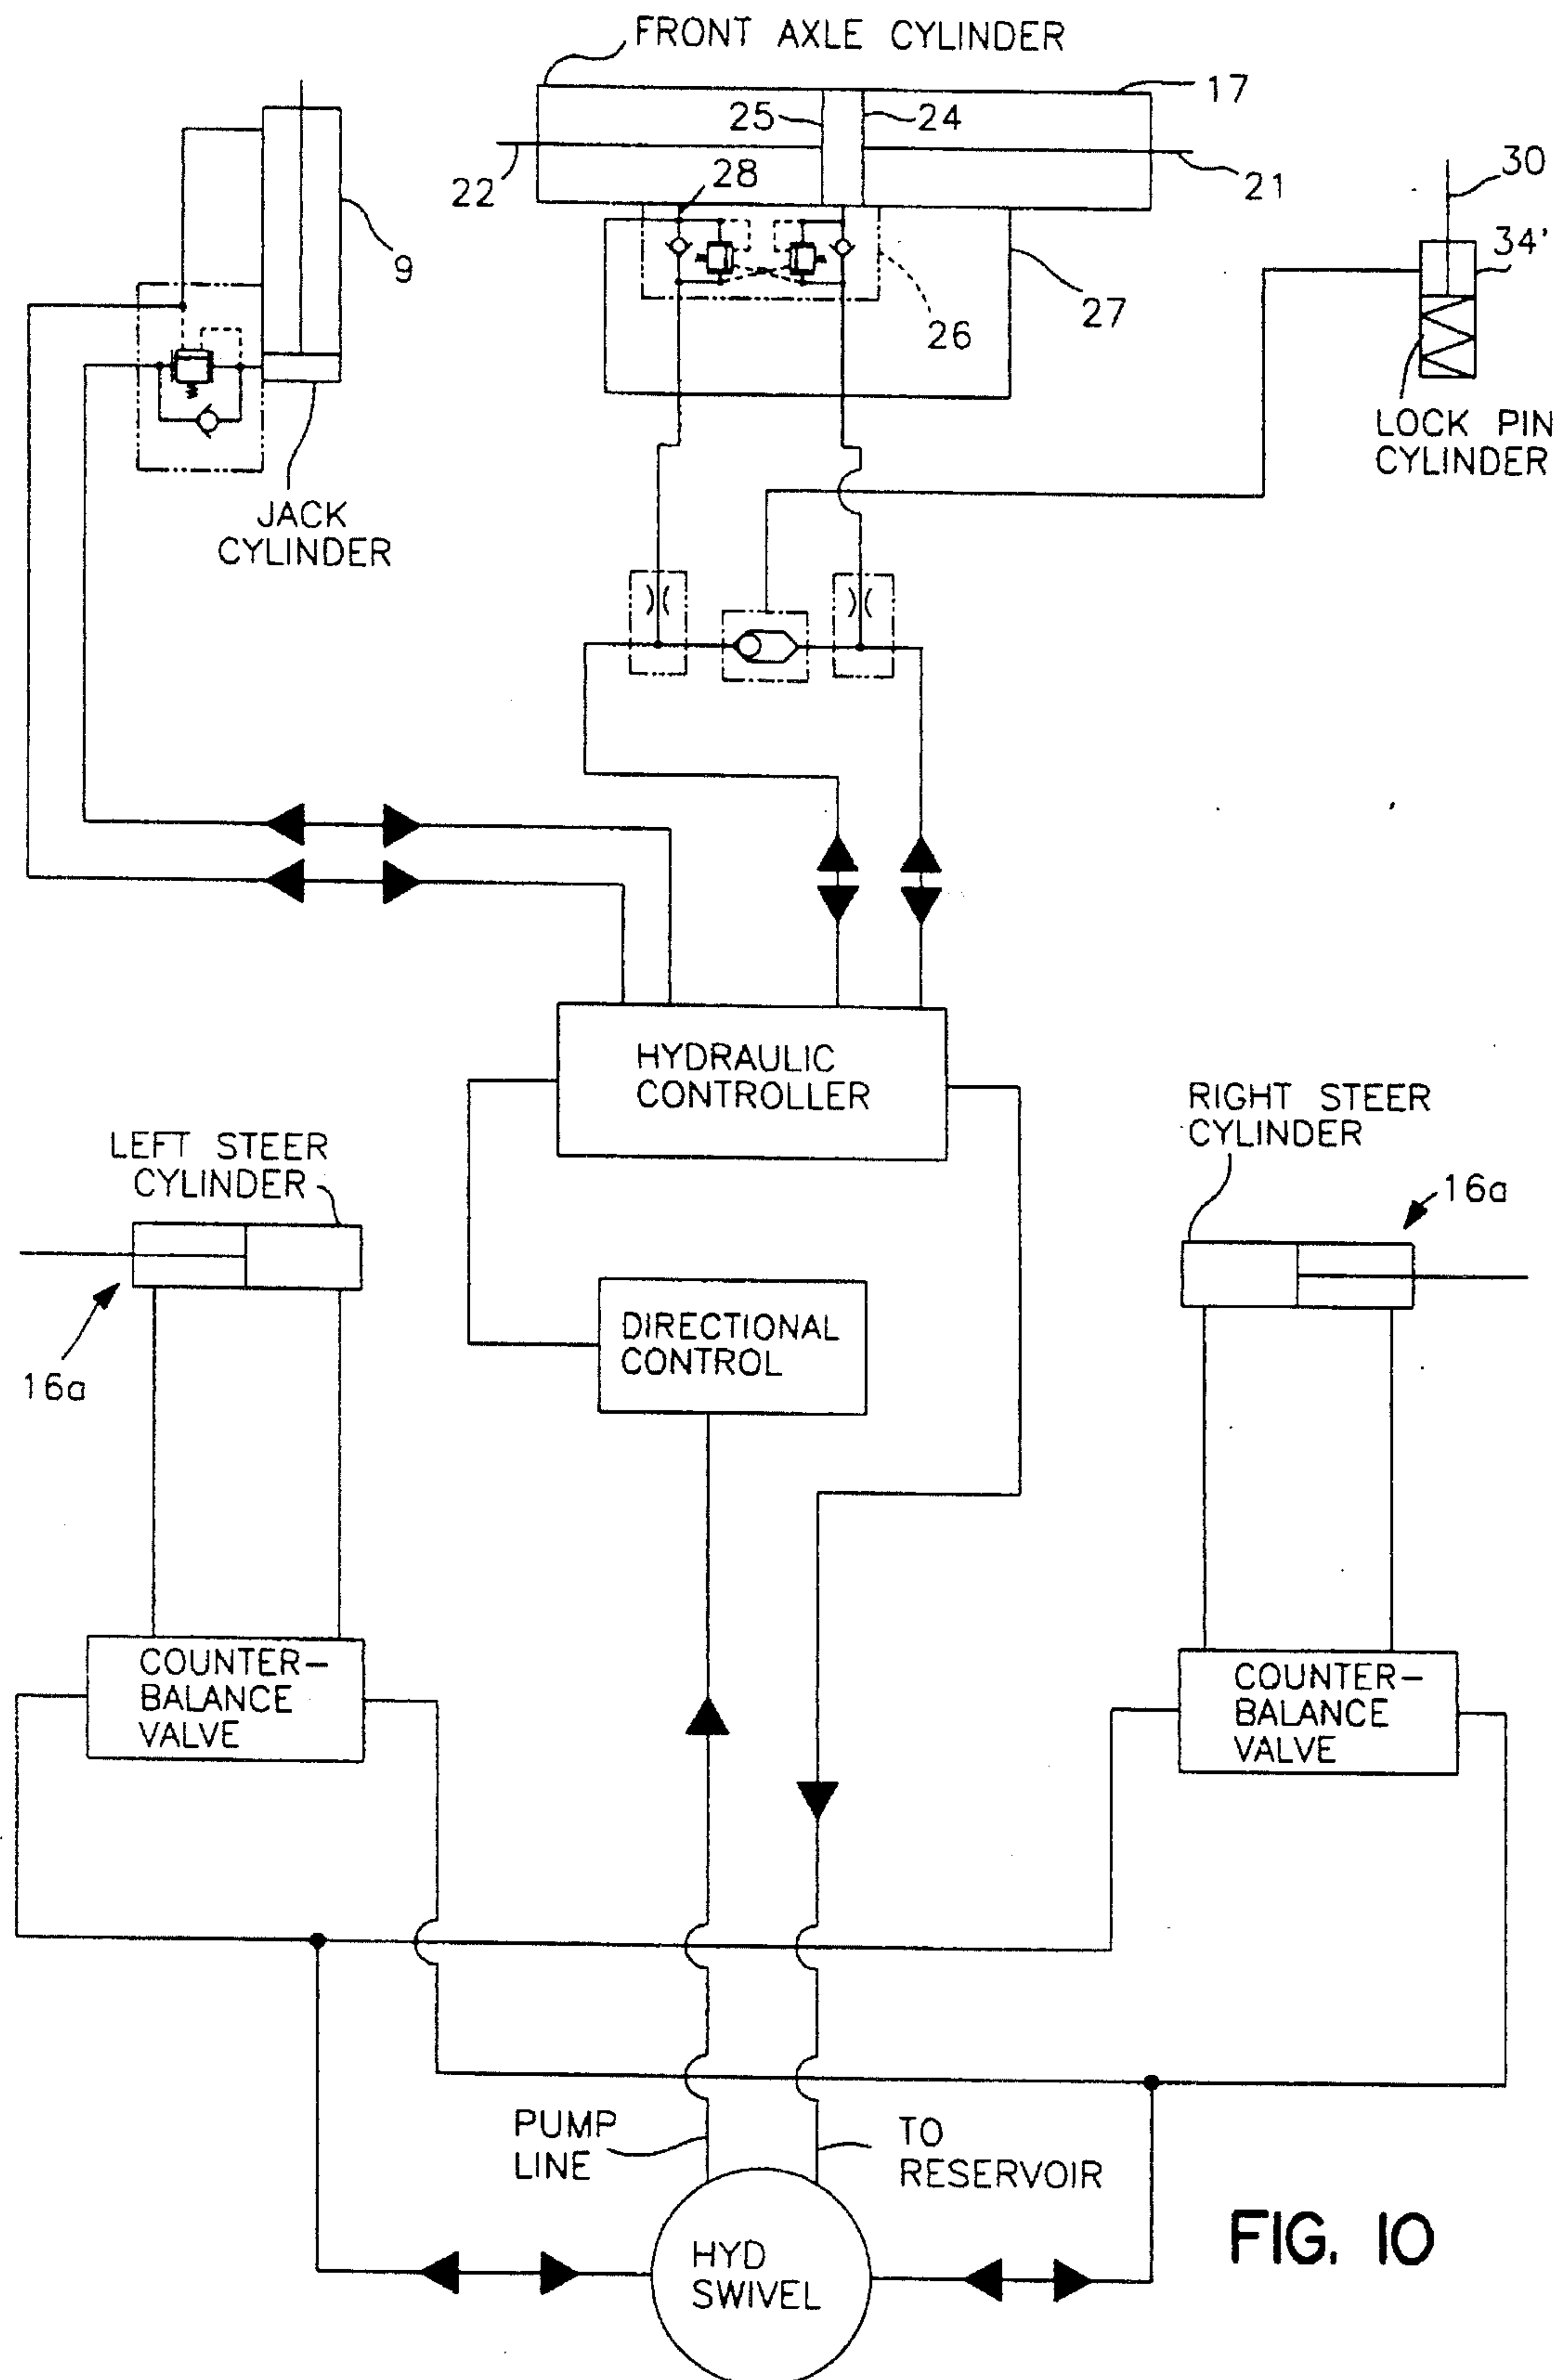 FRONT AXLE CYLINDER
17
25
24
22
28
21
30
34'
9
26
27
LOCK PIN
CYLINDER
JACK
CYLINDER
HYDRAULIC
CONTROLLER
RIGHT STEER
CYLINDER
LEFT STEER
CYLINDER
16a
16a
DIRECTIONAL
CONTROL
COUNTER-
BALANCE
VALVE
COUNTER-
BALANCE
VALVE
PUMP
LINE
TO
RESERVOIR
HYD
SWIVEL
FIG. 10